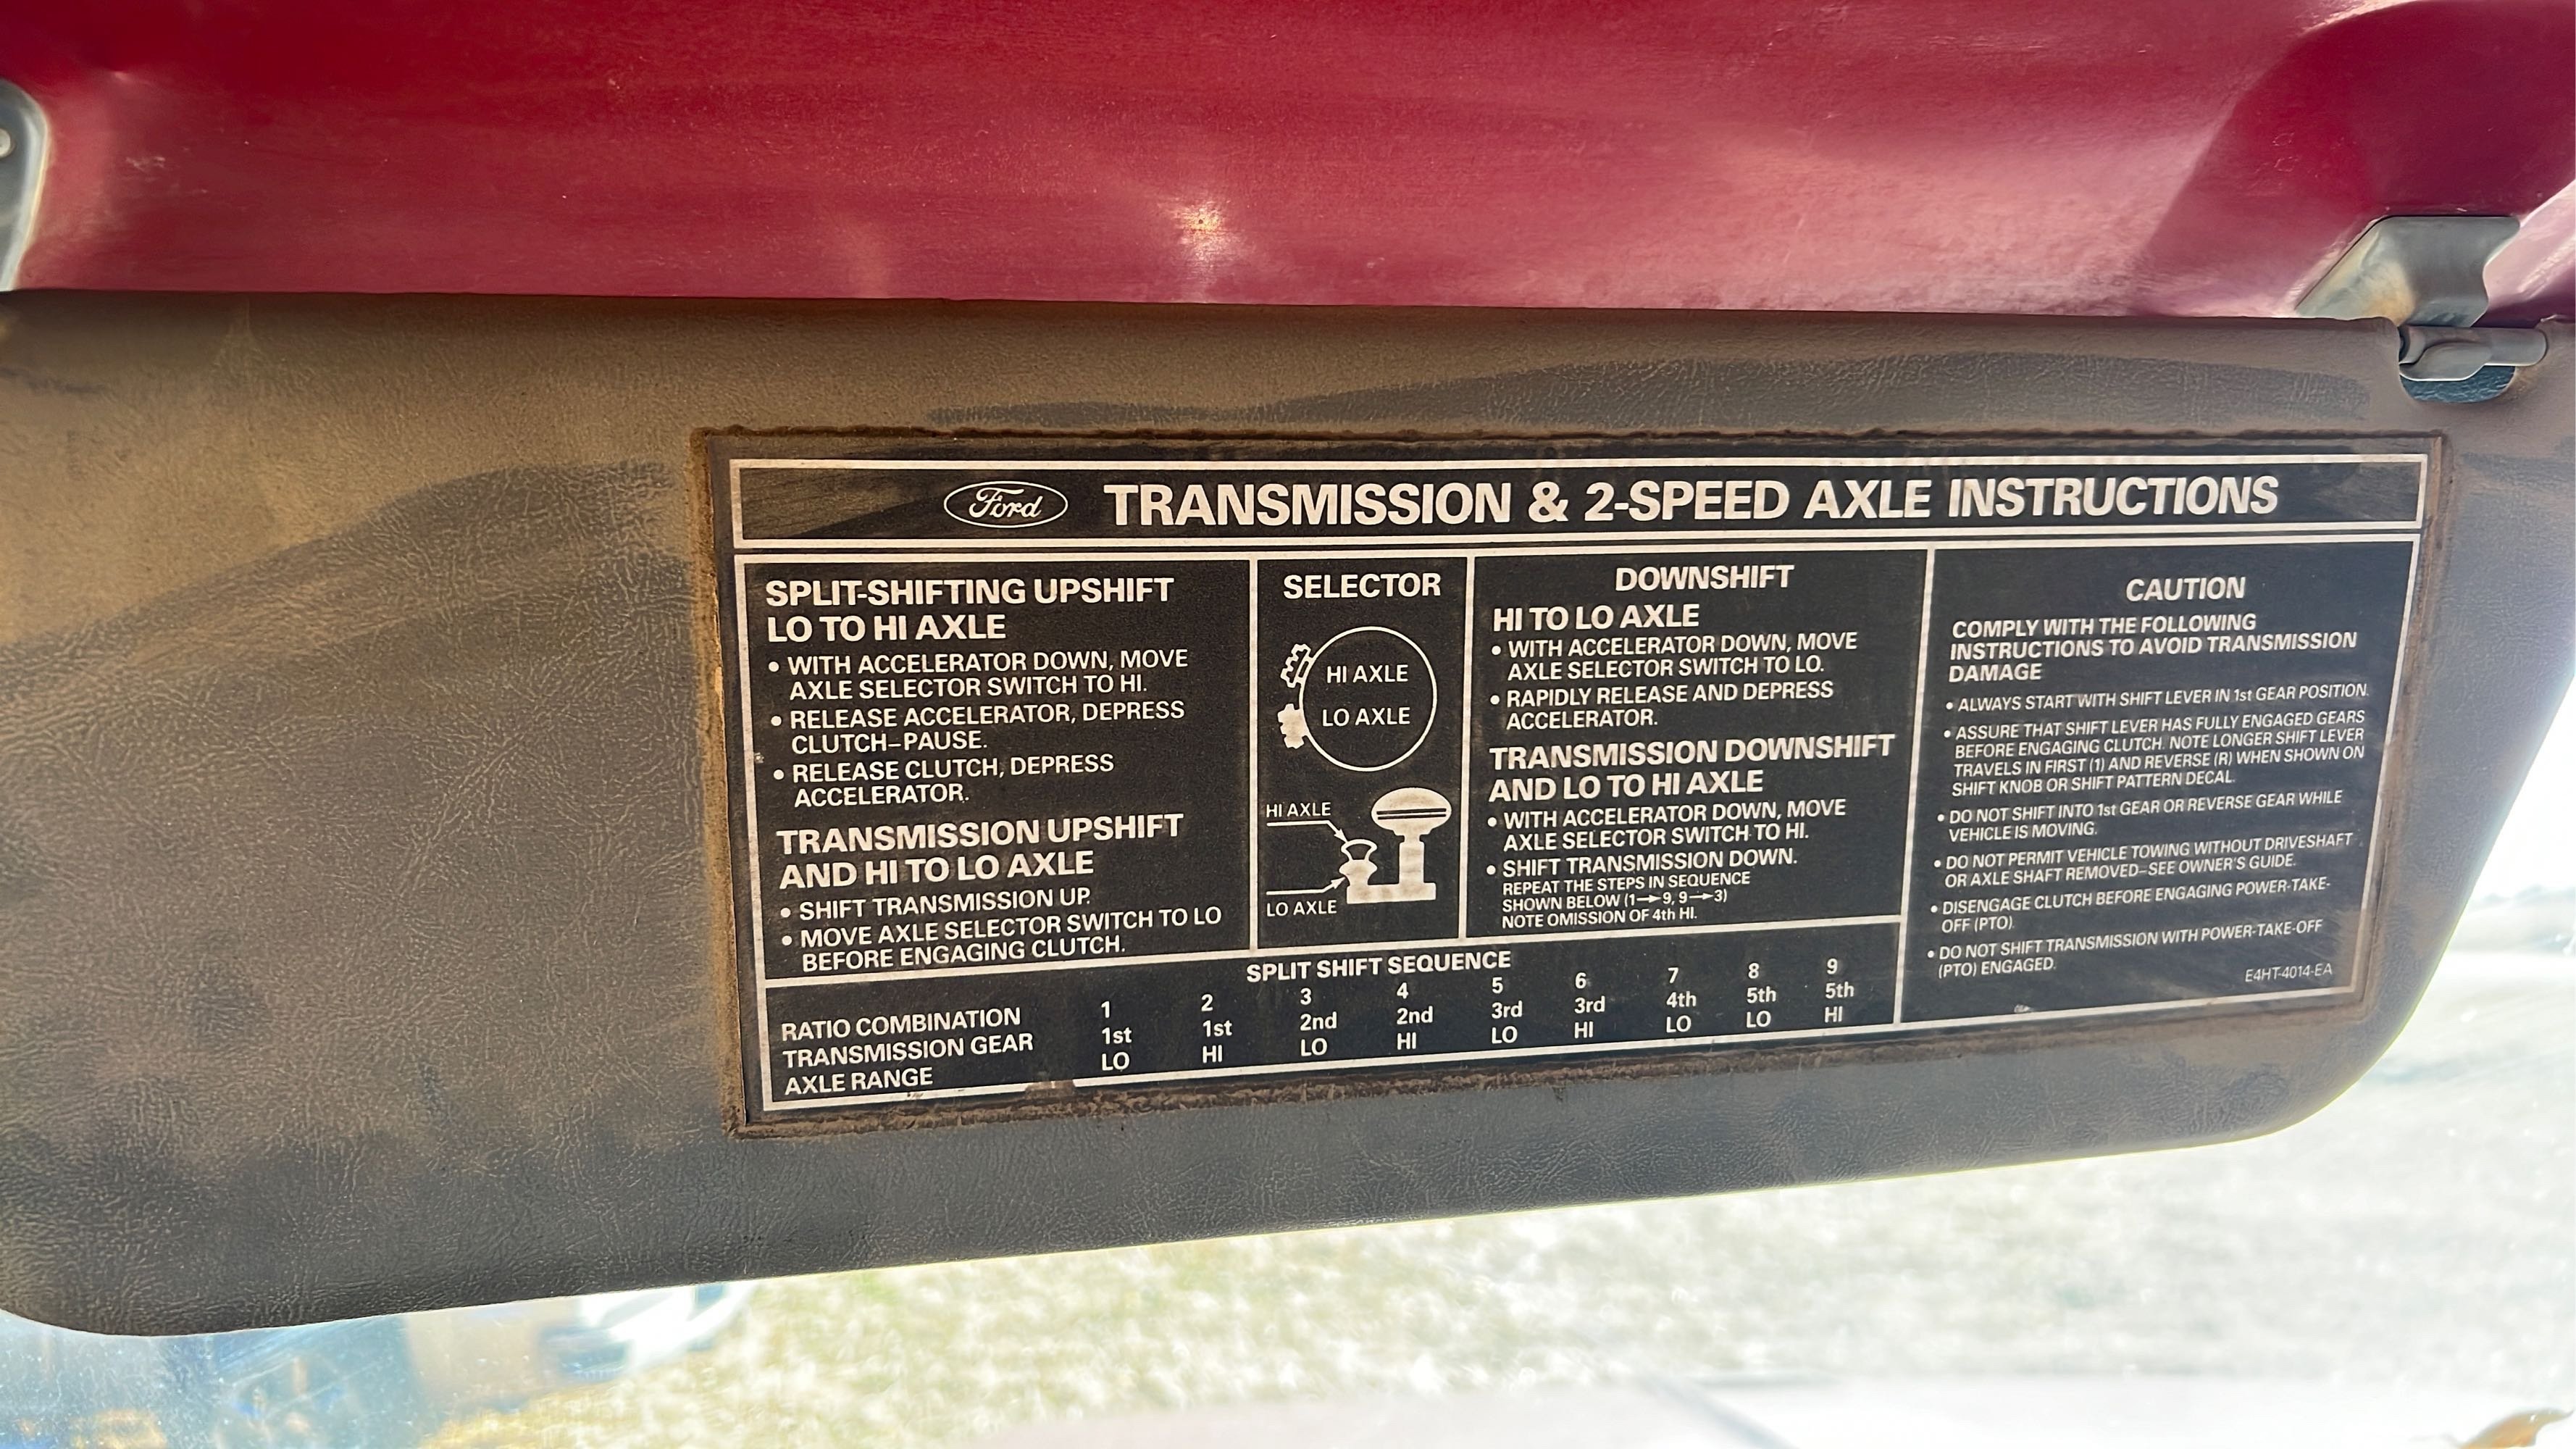 Ford TRANSMISSION & 2-SPEED AXLE INSTRUCTIONS
SPLIT-SHIFTING UPSHIFT
LO TO HI AXLE
• WITH ACCELERATOR DOWN, MOVE
AXLE SELECTOR SWITCH TO HI.
• RELEASE ACCELERATOR, DEPRESS
CLUTCH–PAUSE.
• RELEASE CLUTCH, DEPRESS
ACCELERATOR.
TRANSMISSION UPSHIFT
AND HI TO LO AXLE
• SHIFT TRANSMISSION UP.
• MOVE AXLE SELECTOR SWITCH TO LO
BEFORE ENGAGING CLUTCH.
SELECTOR
HI AXLE
LO AXLE
HI AXLE
LO AXLE
DOWNSHIFT
HI TO LO AXLE
• WITH ACCELERATOR DOWN, MOVE
AXLE SELECTOR SWITCH TO LO.
• RAPIDLY RELEASE AND DEPRESS
ACCELERATOR.
TRANSMISSION DOWNSHIFT
AND LO TO HI AXLE
• WITH ACCELERATOR DOWN, MOVE
AXLE SELECTOR SWITCH TO HI.
• SHIFT TRANSMISSION DOWN.
REPEAT THE STEPS IN SEQUENCE
SHOWN BELOW (1→9, 9→3)
NOTE OMISSION OF 4th HI.
CAUTION
COMPLY WITH THE FOLLOWING
INSTRUCTIONS TO AVOID TRANSMISSION
DAMAGE
• ALWAYS START WITH SHIFT LEVER IN 1st GEAR POSITION.
• ASSURE THAT SHIFT LEVER HAS FULLY ENGAGED GEARS
BEFORE ENGAGING CLUTCH. NOTE LONGER SHIFT LEVER
TRAVELS IN FIRST (1) AND REVERSE (R) WHEN SHOWN ON
SHIFT KNOB OR SHIFT PATTERN DECAL.
• DO NOT SHIFT INTO 1st GEAR OR REVERSE GEAR WHILE
VEHICLE IS MOVING.
• DO NOT PERMIT VEHICLE TOWING WITHOUT DRIVESHAFT
OR AXLE SHAFT REMOVED–SEE OWNER'S GUIDE.
• DISENGAGE CLUTCH BEFORE ENGAGING POWER-TAKE-
OFF (PTO).
• DO NOT SHIFT TRANSMISSION WITH POWER-TAKE-OFF
(PTO) ENGAGED.
E4HT-4014-EA
SPLIT SHIFT SEQUENCE
RATIO COMBINATION 1 2 3 4 5 6 7 8 9
TRANSMISSION GEAR 1st 1st 2nd 2nd 3rd 3rd 4th 5th 5th
AXLE RANGE LO HI LO HI LO HI LO LO HI